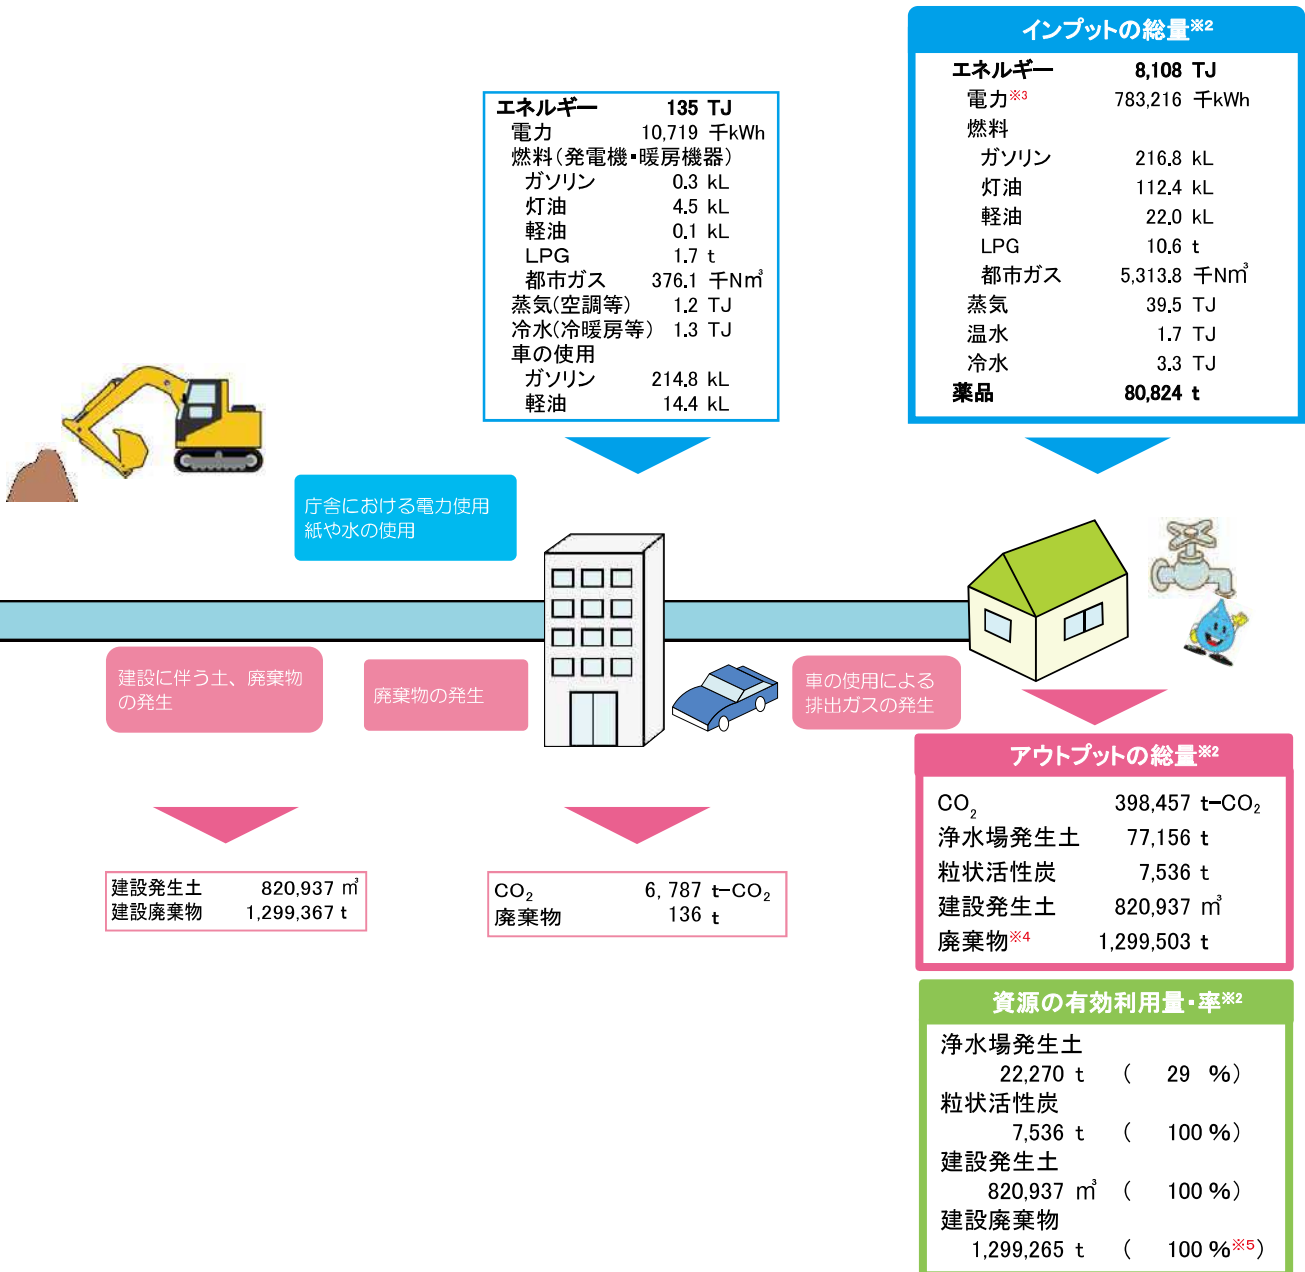 エネルギー 135 TJ
電力 10,719 千kWh
燃料(発電機・暖房機器)
ガソリン 0.3 kL
灯油 4.5 kL
軽油 0.1 kL
LPG 1.7 t
都市ガス 376.1 千N㎥
蒸気(空調等) 1.2 TJ
冷水(冷暖房等) 1.3 TJ
車の使用
ガソリン 214.8 kL
軽油 14.4 kL
インプットの総量※2
エネルギー 8,108 TJ
電力※3 783,216 千kWh
燃料
ガソリン 216.8 kL
灯油 112.4 kL
軽油 22.0 kL
LPG 10.6 t
都市ガス 5,313.8 千N㎥
蒸気 39.5 TJ
温水 1.7 TJ
冷水 3.3 TJ
薬品 80,824 t
庁舎における電力使用
紙や水の使用
建設に伴う土、廃棄物
の発生
廃棄物の発生
車の使用による
排出ガスの発生
建設発生土 820,937 ㎥
建設廃棄物 1,299,367 t
CO₂ 6,787 t-CO₂
廃棄物 136 t
アウトプットの総量※2
CO₂ 398,457 t-CO₂
浄水場発生土 77,156 t
粒状活性炭 7,536 t
建設発生土 820,937 ㎥
廃棄物※4 1,299,503 t
資源の有効利用量・率※2
浄水場発生土
22,270 t ( 29 %)
粒状活性炭
7,536 t ( 100 %)
建設発生土
820,937 ㎥ ( 100 %)
建設廃棄物
1,299,265 t ( 100 %※5)